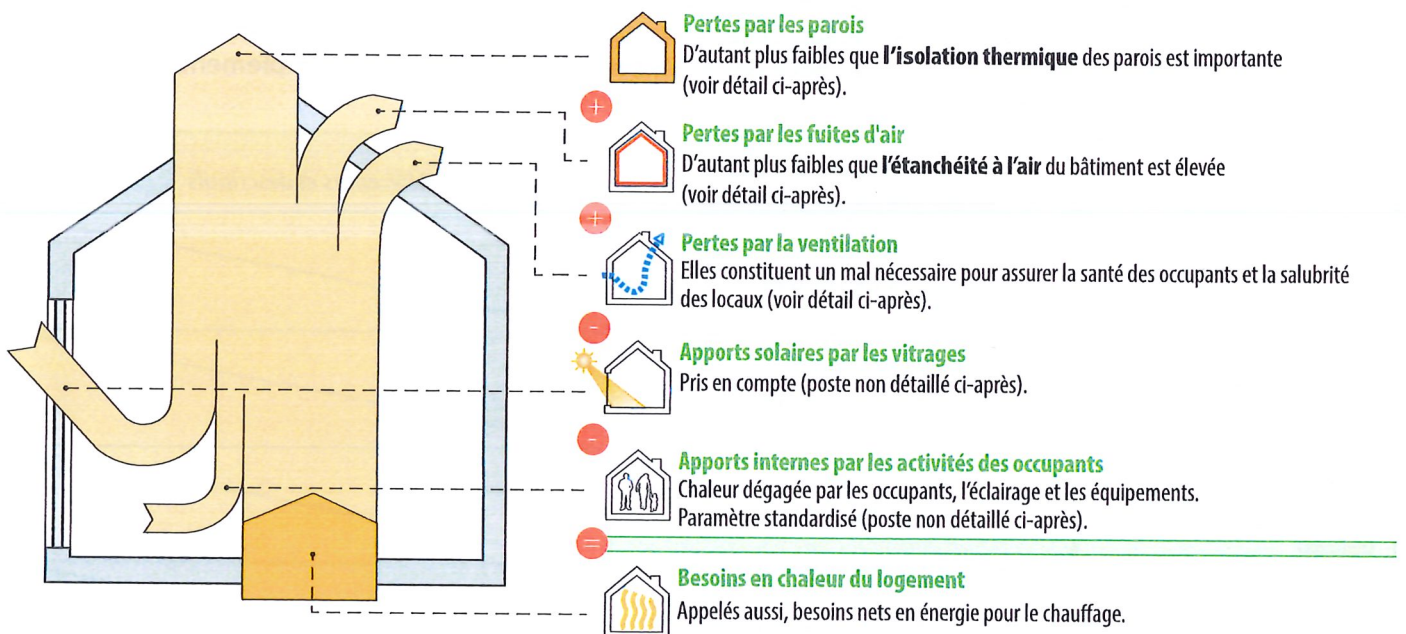 Pertes par les parois
D'autant plus faibles que l'isolation thermique des parois est importante
(voir détail ci-après).
+
Pertes par les fuites d'air
D'autant plus faibles que l'étanchéité à l'air du bâtiment est élevée
(voir détail ci-après).
+
Pertes par la ventilation
Elles constituent un mal nécessaire pour assurer la santé des occupants et la salubrité
des locaux (voir détail ci-après).
-
Apports solaires par les vitrages
Pris en compte (poste non détaillé ci-après).
-
Apports internes par les activités des occupants
Chaleur dégagée par les occupants, l'éclairage et les équipements.
Paramètre standardisé (poste non détaillé ci-après).
=
Besoins en chaleur du logement
Appelés aussi, besoins nets en énergie pour le chauffage.